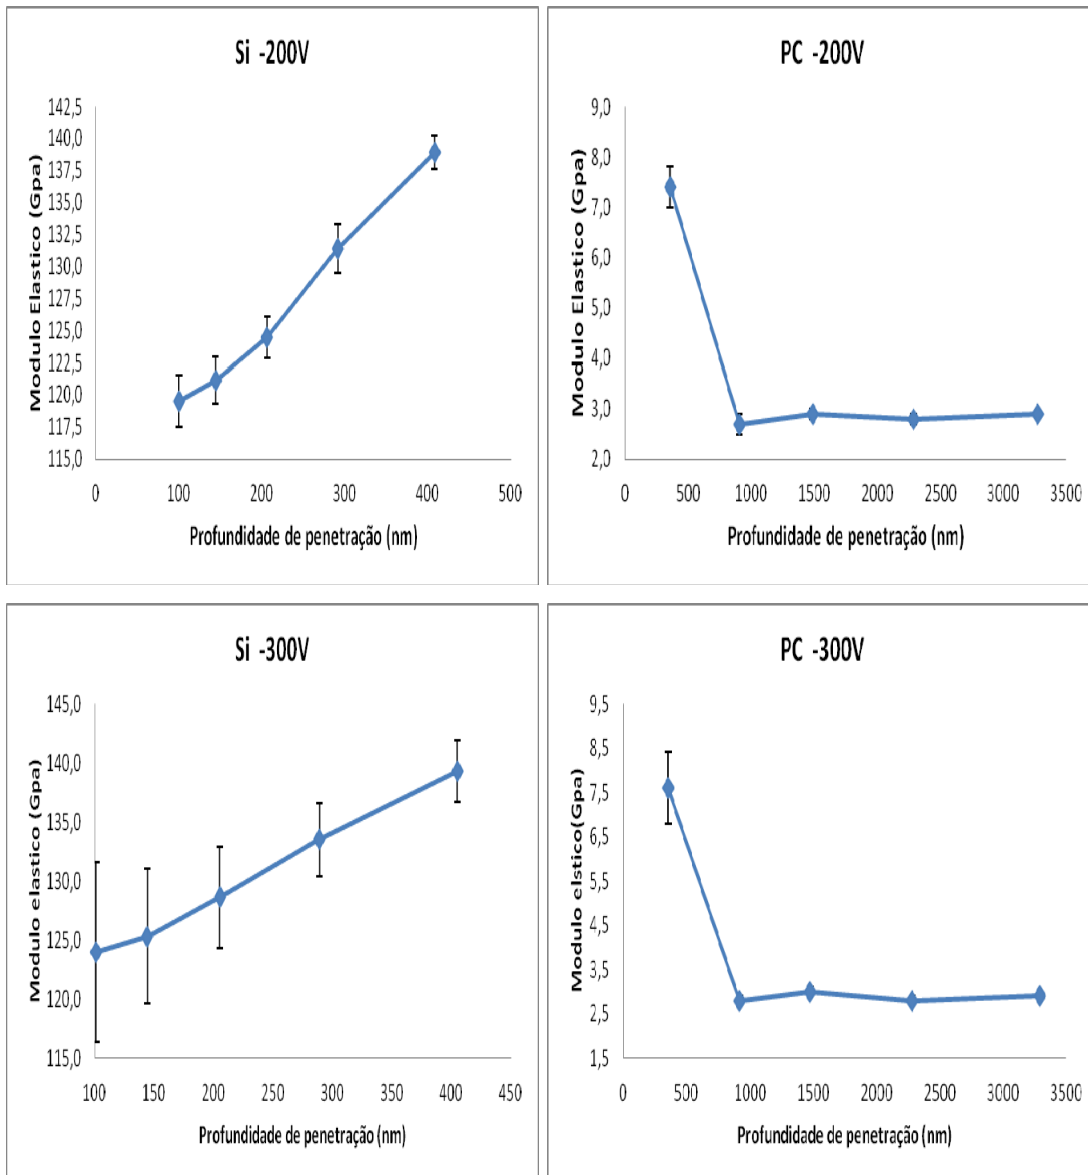 Si -200V
Modulo Elastico (Gpa)
142,5
140,0
137,5
135,0
132,5
130,0
127,5
125,0
122,5
120,0
117,5
115,0
0 100 200 300 400 500
Profundidade de penetração (nm)
PC -200V
Modulo Elastico (Gpa)
9,0
8,0
7,0
6,0
5,0
4,0
3,0
2,0
0 500 1000 1500 2000 2500 3000 3500
Profundidade de penetração (nm)
Si -300V
Modulo elastico (Gpa)
145,0
140,0
135,0
130,0
125,0
120,0
115,0
100 150 200 250 300 350 400 450
Profundidade de penetração (nm)
PC -300V
Modulo elstico(Gpa)
9,5
8,5
7,5
6,5
5,5
4,5
3,5
2,5
1,5
0 500 1000 1500 2000 2500 3000 3500
Profundidade de penetração (nm)